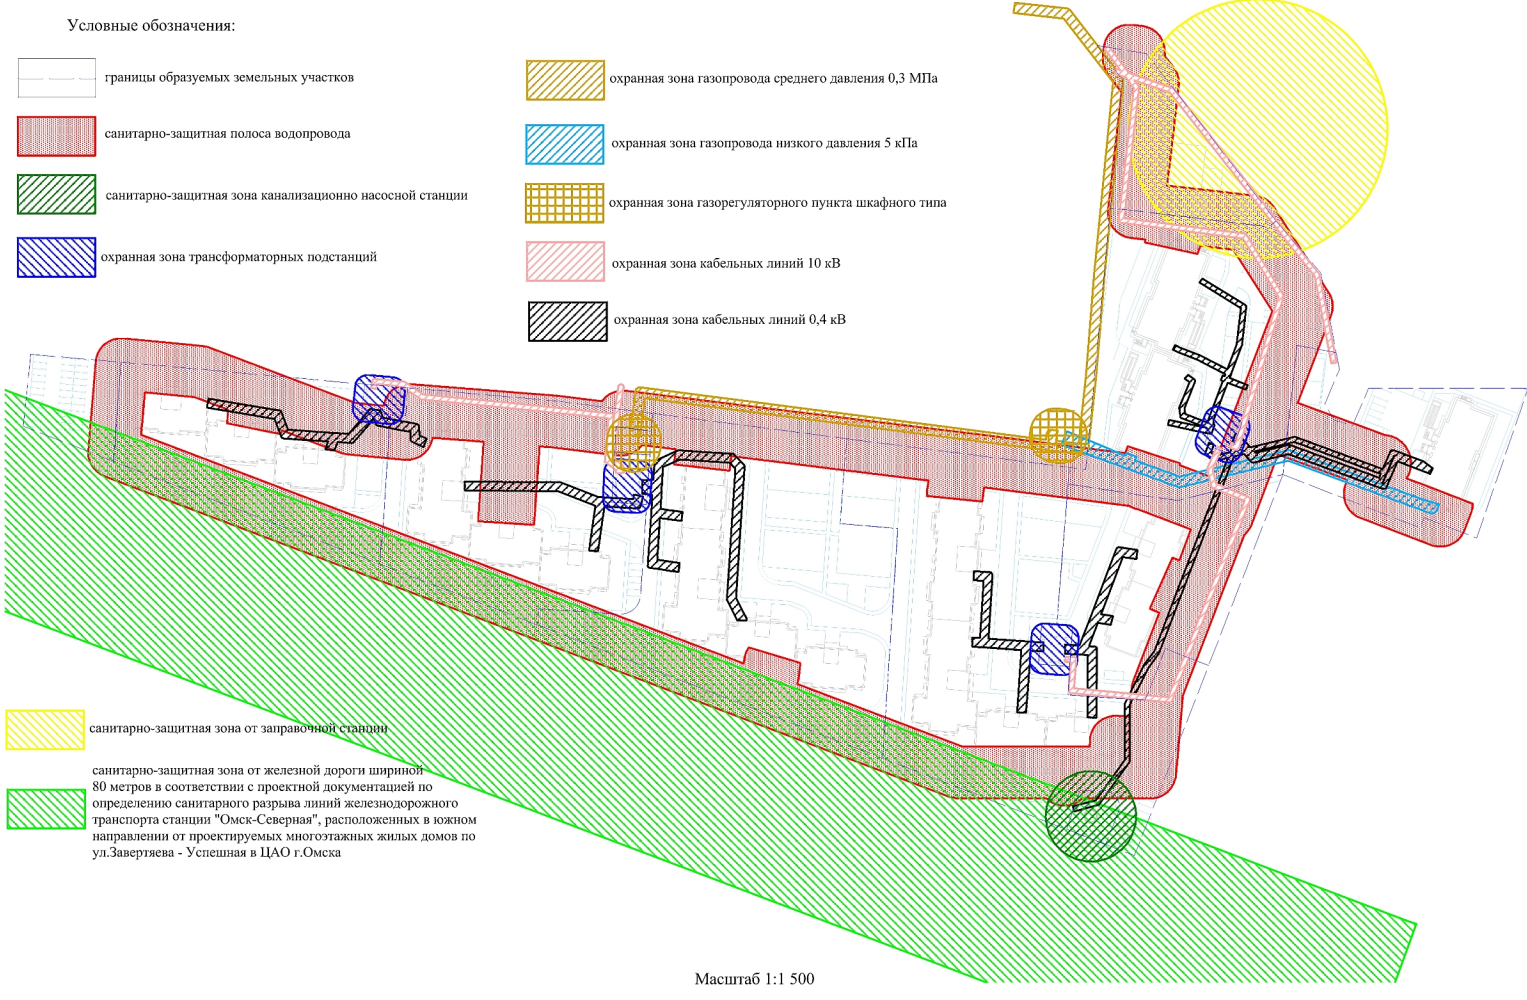 Условные обозначения:
границы образуемых земельных участков
санитарно-защитная полоса водопровода
санитарно-защитная зона канализационно насосной станции
охранная зона трансформаторных подстанций
охранная зона газопровода среднего давления 0,3 МПа
охранная зона газопровода низкого давления 5 кПа
охранная зона газорегуляторного пункта шкафного типа
охранная зона кабельных линий 10 кВ
охранная зона кабельных линий 0,4 кВ
санитарно-защитная зона от заправочной станции
санитарно-защитная зона от железной дороги шириной
80 метров в соответствии с проектной документацией по
определению санитарного разрыва линий железнодорожного
транспорта станции "Омск-Северная", расположенных в южном
направлении от проектируемых многоэтажных жилых домов по
ул.Завертяева - Успешная в ЦАО г.Омска
Масштаб 1:1 500